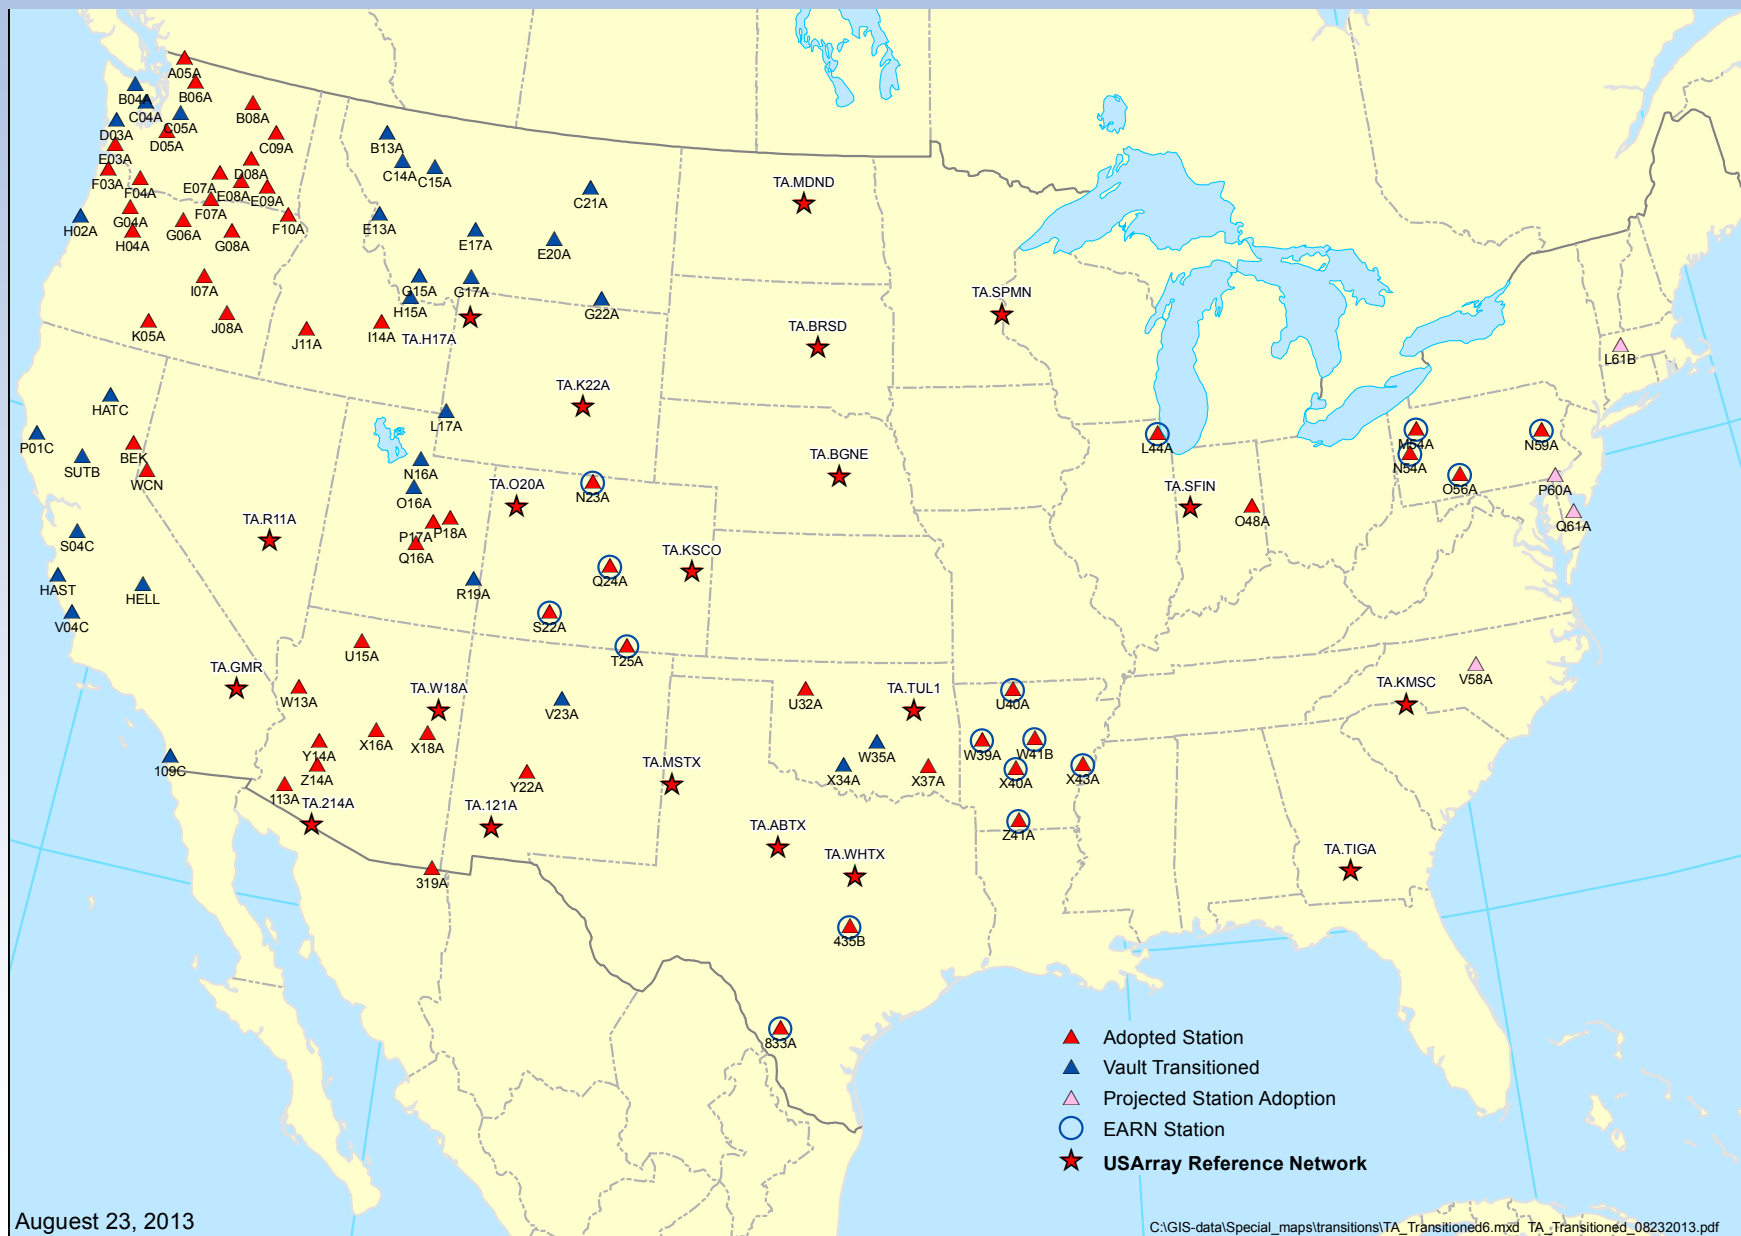 A05A
B04A
B06A
C04A
B08A
C05A
D03A
D05A
C09A
B13A
E03A
D08A
C14A
C15A
F03A
F04A
E07A
E08A
E09A
TA.MDND
C21A
F07A
G04A
H02A
H04A
G06A
G08A
F10A
E13A
E17A
E20A
I07A
G15A
G17A
H15A
TA.SPMN
G22A
J08A
K05A
J11A
I14A
TA.H17A
TA.BRSD
L61B
TA.K22A
HATC
L17A
P01C
BEK
SUTB
WCN
N16A
L44A
M54A
N54A
N59A
TA.BGNE
O16A
TA.O20A
N23A
TA.SFIN
O56A
P60A
Q61A
O48A
TA.R11A
P17A
P18A
S04C
Q16A
TA.KSCO
Q24A
HAST
HELL
R19A
V04C
S22A
U15A
T25A
TA.GMR
V58A
W13A
TA.W18A
V23A
U32A
TA.TUL1
U40A
TA.KMSC
Y14A
X16A
X18A
W35A
W39A
W41B
109C
Z14A
TA.MSTX
X34A
X37A
X40A
X43A
113A
Y22A
TA.214A
TA.121A
TA.ABTX
Z41A
TA.WHTX
TA.TIGA
319A
435B
833A
Adopted Station
Vault Transitioned
Projected Station Adoption
EARN Station
USArray Reference Network
Auguest 23, 2013
C:\GIS-data\Special_maps\transitions\TA_Transitioned6.mxd TA_Transitioned_08232013.pdf